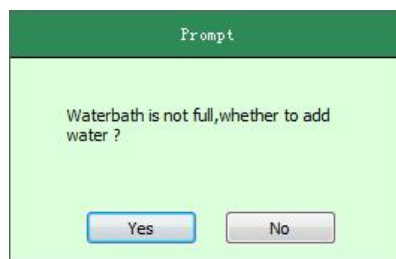 Prompt
Waterbath is not full,whether to add
water ?
Yes
No